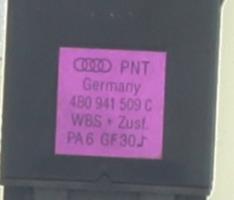 PNT
Germany
4B0 941 509 C
WBS + Zusf.
PA6 GF30